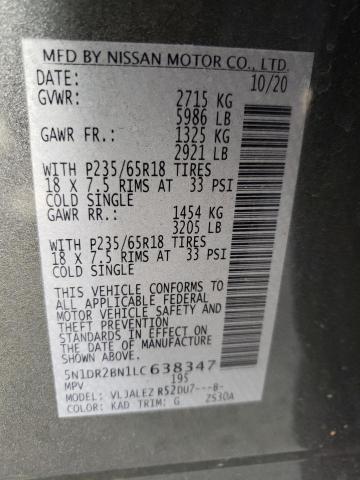 MFD BY NISSAN MOTOR CO., LTD.
DATE: 10/20
GVWR: 2715 KG
5986 LB
GAWR FR.: 1325 KG
2921 LB
WITH P235/65R18 TIRES
18 X 7.5 RIMS AT 33 PSI
COLD SINGLE
GAWR RR.: 1454 KG
3205 LB
WITH P235/65R18 TIRES
18 X 7.5 RIMS AT 33 PSI
COLD SINGLE
THIS VEHICLE CONFORMS TO
ALL APPLICABLE FEDERAL
MOTOR VEHICLE SAFETY AND
THEFT PREVENTION
STANDARDS IN EFFECT ON
THE DATE OF MANUFACTURE
SHOWN ABOVE.
5N1DR2BN1LC638347
MPV 195
MODEL: VLJALEZ R52DU7---B-
COLOR: KAD TRIM: G ZS30A